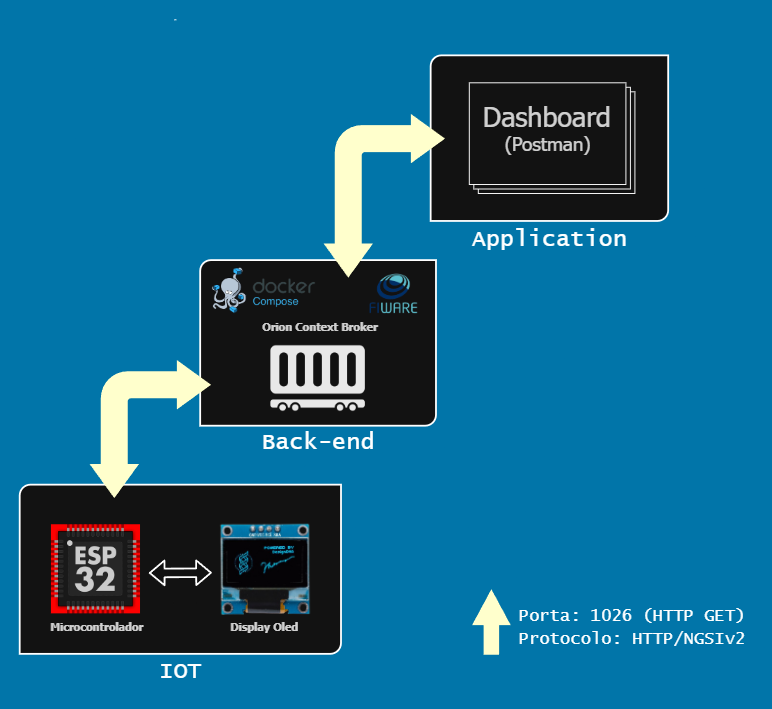 Dashboard
(Postman)
Application
docker
Compose
FIWARE
Orion Context Broker
Back-end
ESP
32
POWERED BY
Microcontrolador
Display Oled
IOT
Porta: 1026 (HTTP GET)
Protocolo: HTTP/NGSIv2